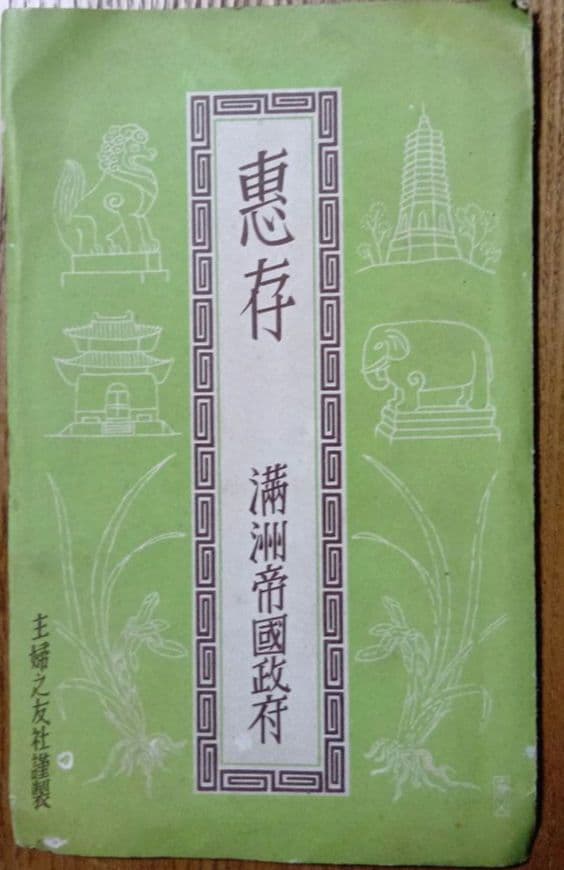 惠存
滿洲帝國政府
主婦之友社謹製